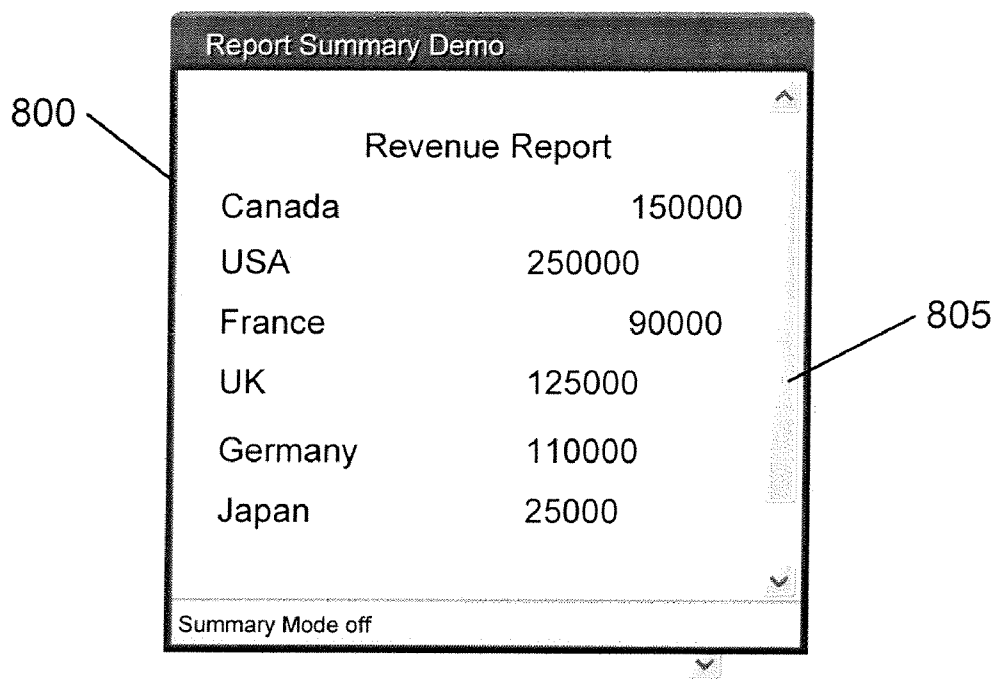 Report Summary Demo
800
Revenue Report
Canada 150000
USA 250000
France 90000
805
UK 125000
Germany 110000
Japan 25000
Summary Mode off